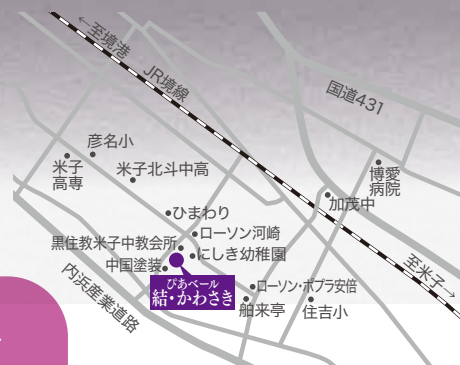 ←至境港
JR境線
国道431
彦名小
米子
高専
米子北斗中高
博愛
病院
加茂中
ひまわり
ローソン河崎
黒住教米子中教会所
にしき幼稚園
中国塗装
至米子→
ぴあベール
結・かわさき
内浜産業道路
ローソン・ポプラ安倍
舶来亭
住吉小